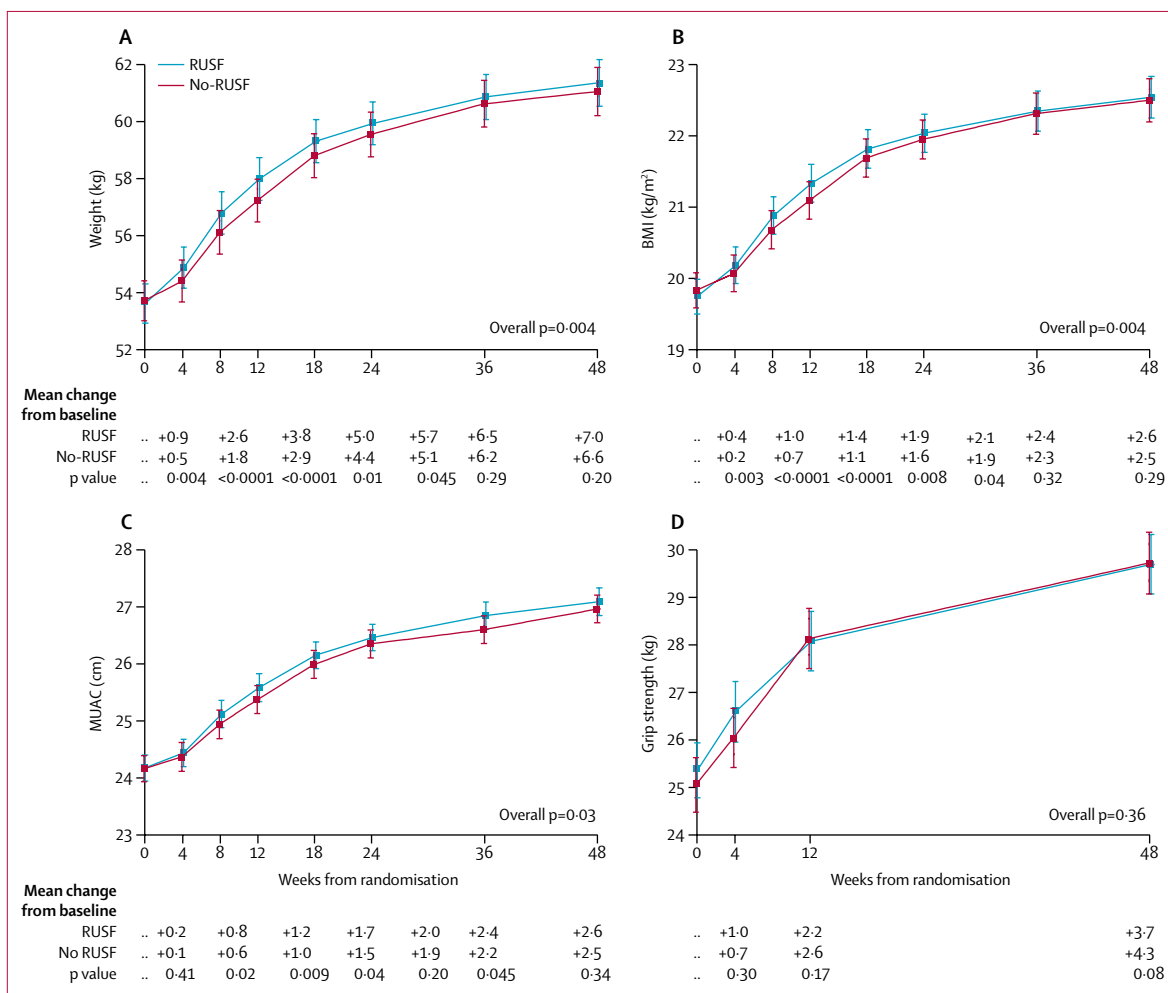 A
RUSF
No-RUSF
Weight (kg)
62
60
58
56
54
52
Overall p=0·004
0 4 8 12 18 24 36 48
B
BMI (kg/m²)
23
22
21
20
19
Overall p=0·004
0 4 8 12 18 24 36 48
Mean change
from baseline
RUSF .. +0·9 +2·6 +3·8 +5·0 +5·7 +6·5 +7·0 .. +0·4 +1·0 +1·4 +1·9 +2·1 +2·4 +2·6
No-RUSF .. +0·5 +1·8 +2·9 +4·4 +5·1 +6·2 +6·6 .. +0·2 +0·7 +1·1 +1·6 +1·9 +2·3 +2·5
p value .. 0·004 <0·0001 <0·0001 0·01 0·045 0·29 0·20 .. 0·003 <0·0001 <0·0001 0·008 0·04 0·32 0·29
C
MUAC (cm)
28
27
26
25
24
23
Overall p=0·03
0 4 8 12 18 24 36 48
Weeks from randomisation
D
Grip strength (kg)
30
29
28
27
26
25
24
Overall p=0·36
0 4 12 48
Weeks from randomisation
Mean change
from baseline
RUSF .. +0·2 +0·8 +1·2 +1·7 +2·0 +2·4 +2·6 .. +1·0 +2·2 +3·7
No RUSF .. +0·1 +0·6 +1·0 +1·5 +1·9 +2·2 +2·5 .. +0·7 +2·6 +4·3
p value .. 0·41 0·02 0·009 0·04 0·20 0·045 0·34 .. 0·30 0·17 0·08